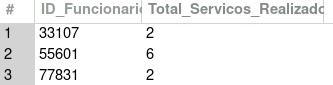 # ID_Funcionari Total_Servicos_Realizado
1 33107 2
2 55601 6
3 77831 2